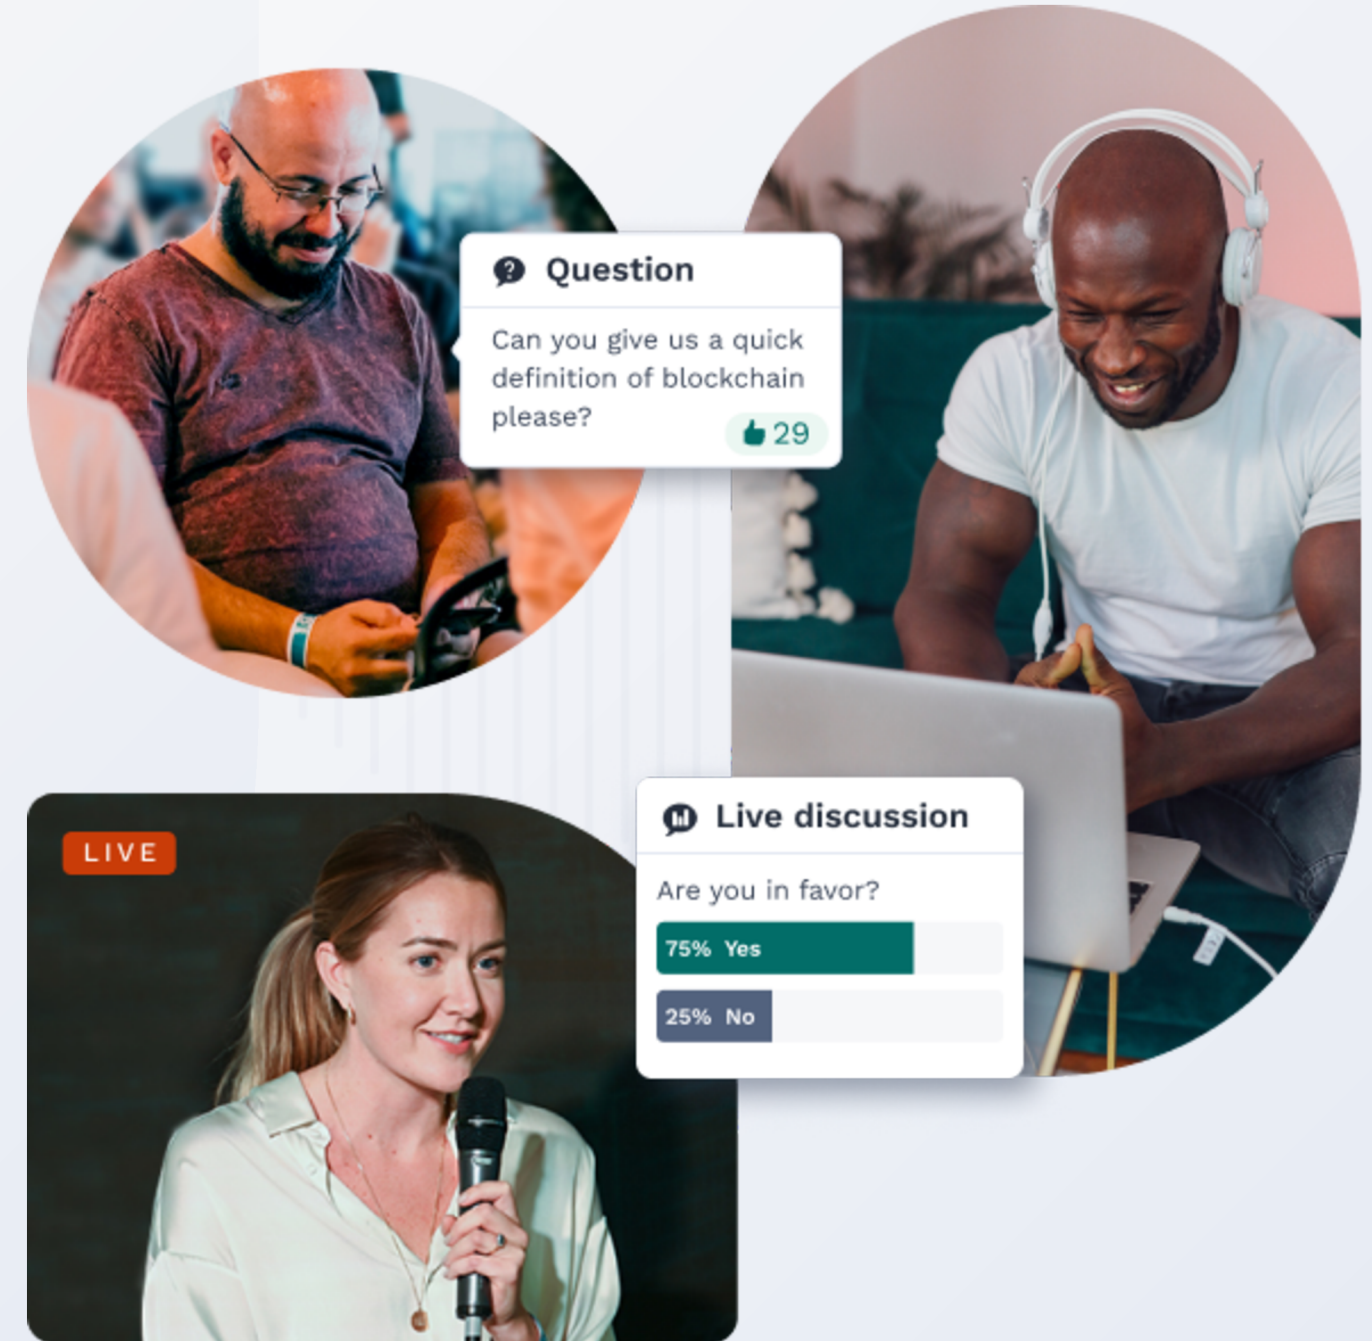 Question
Can you give us a quick
definition of blockchain
please?
29
LIVE
Live discussion
Are you in favor?
75% Yes
25% No